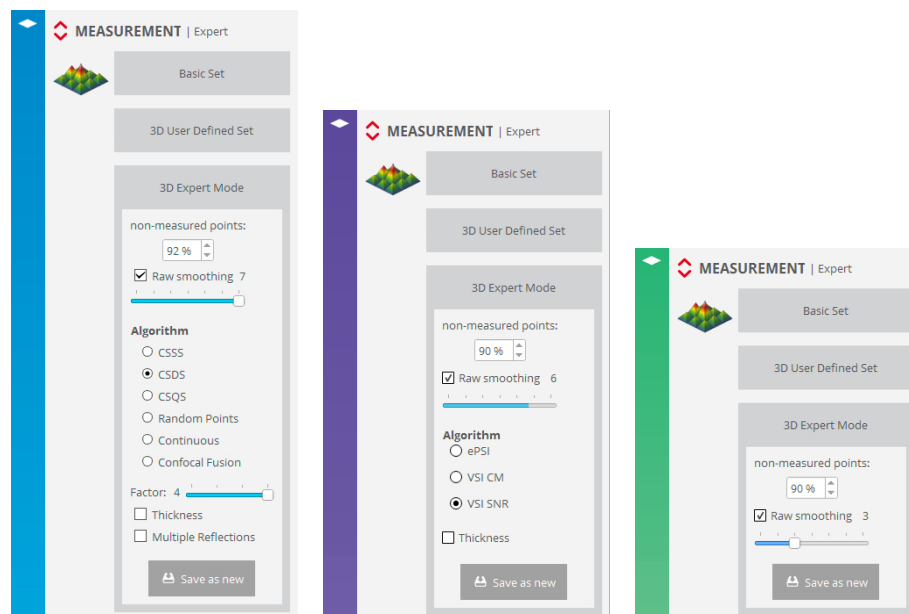 MEASUREMENT | Expert
Basic Set
3D User Defined Set
3D Expert Mode
non-measured points:
92 %
Raw smoothing 7
Algorithm
CSSS
CSDS
CSQS
Random Points
Continuous
Confocal Fusion
Factor: 4
Thickness
Multiple Reflections
Save as new
MEASUREMENT | Expert
Basic Set
3D User Defined Set
3D Expert Mode
non-measured points:
90 %
Raw smoothing 6
Algorithm
ePSI
VSI CM
VSI SNR
Thickness
Save as new
MEASUREMENT | Expert
Basic Set
3D User Defined Set
3D Expert Mode
non-measured points:
90 %
Raw smoothing 3
Save as new